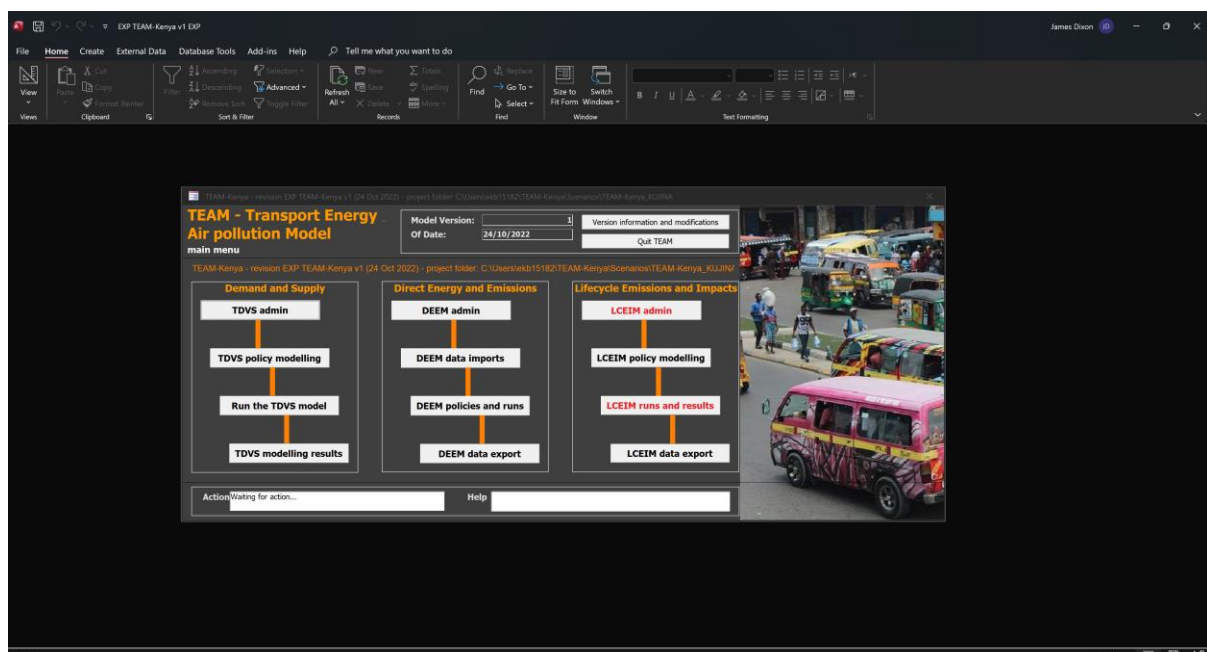 EXP TEAM-Kenya v1 EXP
James Dixon JD
File Home Create External Data Database Tools Add-ins Help Tell me what you want to do
View
Paste
Cut
Copy
Format Painter
Filter
Ascending
Descending
Remove Sort
Selection
Advanced
Toggle Filter
Refresh All
New
Save
Delete
Totals
Spelling
More
Find
Replace
Go To
Select
Size to Fit Form
Switch Windows
B I U A
Views Clipboard Sort & Filter Records Find Window Text Formatting
TEAM-Kenya - revision EXP TEAM-Kenya v1 (24 Oct 2022) - project folder: C:\Users\ekb15182\TEAM-Kenya\Scenarios\TEAM-Kenya_KUJINA
TEAM - Transport Energy
Air pollution Model
main menu
Model Version: 1
Of Date: 24/10/2022
Version information and modifications
Quit TEAM
TEAM-Kenya - revision EXP TEAM-Kenya v1 (24 Oct 2022) - project folder: C:\Users\ekb15182\TEAM-Kenya\Scenarios\TEAM-Kenya_KUJINA
Demand and Supply
TDVS admin
TDVS policy modelling
Run the TDVS model
TDVS modelling results
Direct Energy and Emissions
DEEM admin
DEEM data imports
DEEM policies and runs
DEEM data export
Lifecycle Emissions and Impacts
LCEIM admin
LCEIM policy modelling
LCEIM runs and results
LCEIM data export
Action Waiting for action...
Help